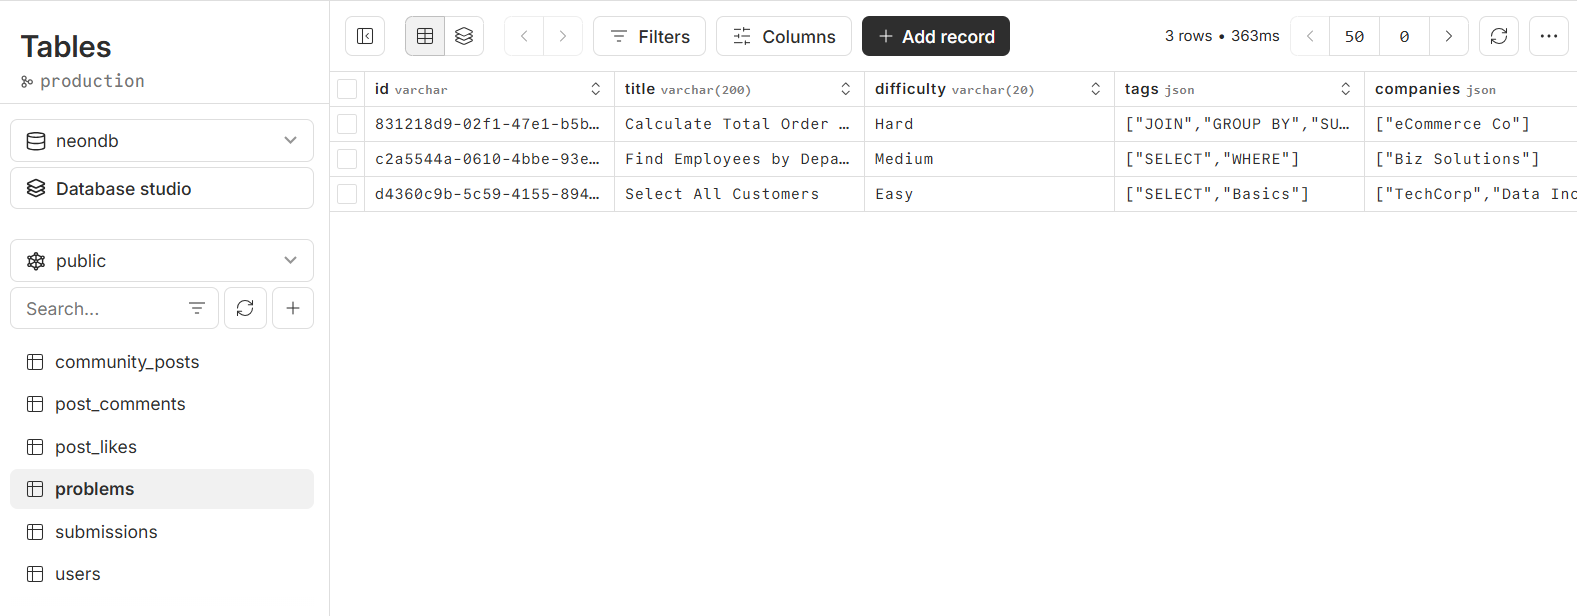 Tables
production
neondb
Database studio
public
Search...
community_posts
post_comments
post_likes
problems
submissions
users
Filters
Columns
Add record
3 rows • 363ms
50
0
id varchar
title varchar(200)
difficulty varchar(20)
tags json
companies json
831218d9-02f1-47e1-b5b… Calculate Total Order … Hard ["JOIN","GROUP BY","SU… ["eCommerce Co"]
c2a5544a-0610-4bbe-93e… Find Employees by Depa… Medium ["SELECT","WHERE"] ["Biz Solutions"]
d4360c9b-5c59-4155-894… Select All Customers Easy ["SELECT","Basics"] ["TechCorp","Data Inc